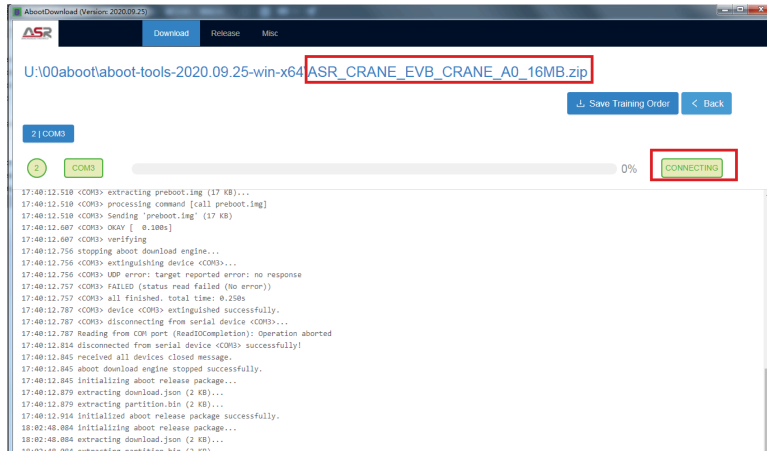 AbootDownload (Version: 2020.09.25)
ASR Download Release Misc
U:\00aboot\aboot-tools-2020.09.25-win-x64\ASR_CRANE_EVB_CRANE_A0_16MB.zip
Save Training Order < Back
2 | COM3
2 COM3 0% CONNECTING
17:40:12.510 <COM3> extracting preboot.img (17 KB)...
17:40:12.510 <COM3> processing command [call preboot.img]
17:40:12.510 <COM3> Sending 'preboot.img' (17 KB)
17:40:12.607 <COM3> OKAY [ 0.100s]
17:40:12.607 <COM3> verifying
17:40:12.756 stopping aboot download engine...
17:40:12.756 <COM3> extinguishing device <COM3>...
17:40:12.756 <COM3> UDP error: target reported error: no response
17:40:12.757 <COM3> FAILED (status read failed (No error))
17:40:12.757 <COM3> all finished. total time: 0.250s
17:40:12.787 <COM3> device <COM3> extinguished successfully.
17:40:12.787 <COM3> disconnecting from serial device <COM3>...
17:40:12.787 Reading from COM port (ReadIOCompletion): Operation aborted
17:40:12.814 disconnected from serial device <COM3> successfully!
17:40:12.845 received all devices closed message.
17:40:12.845 aboot download engine stopped successfully.
17:40:12.845 initializing aboot release package...
17:40:12.879 extracting download.json (2 KB)...
17:40:12.879 extracting partition.bin (2 KB)...
17:40:12.914 initialized aboot release package successfully.
18:02:48.084 initializing aboot release package...
18:02:48.084 extracting download.json (2 KB)...
18:02:48.084 extracting partition.bin (2 KB)...